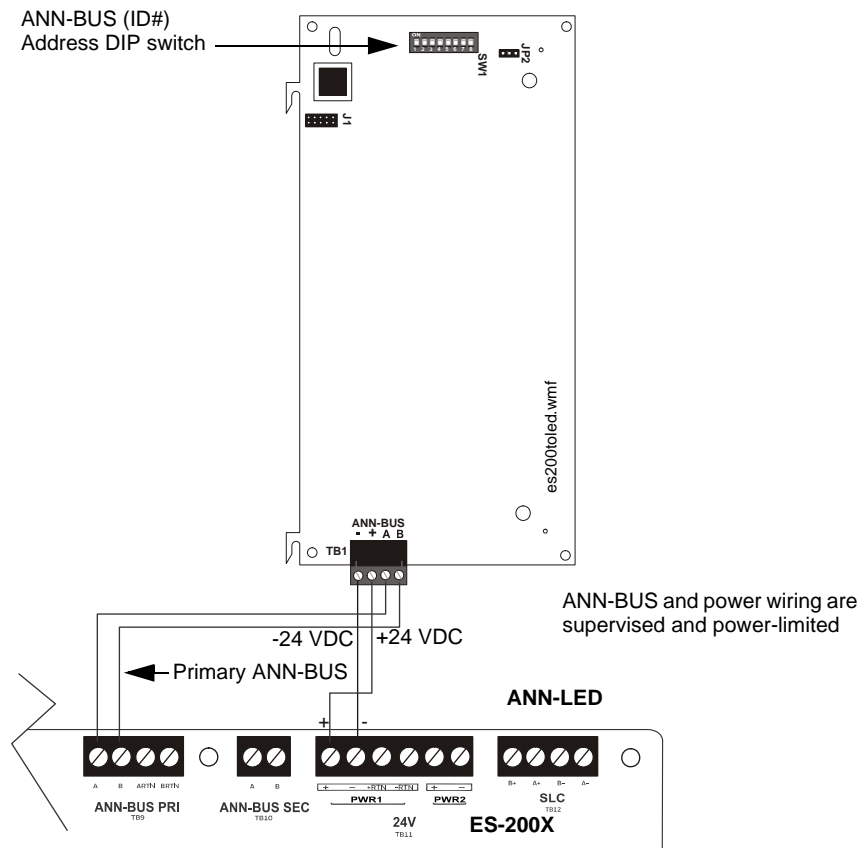 ANN-BUS (ID#)
Address DIP switch
ON
1 2 3 4 5 6 7 8
SW1
JP2
J1
es200toled.wmf
ANN-BUS
- + A B
TB1
ANN-BUS and power wiring are
supervised and power-limited
-24 VDC
+24 VDC
Primary ANN-BUS
ANN-LED
+ -
A B ARTN BRTN
ANN-BUS PRI
TB9
A B
ANN-BUS SEC
TB10
+ - +RTN -RTN + -
PWR1 PWR2
24V
TB11
B+ A+ B- A-
SLC
TB12
ES-200X